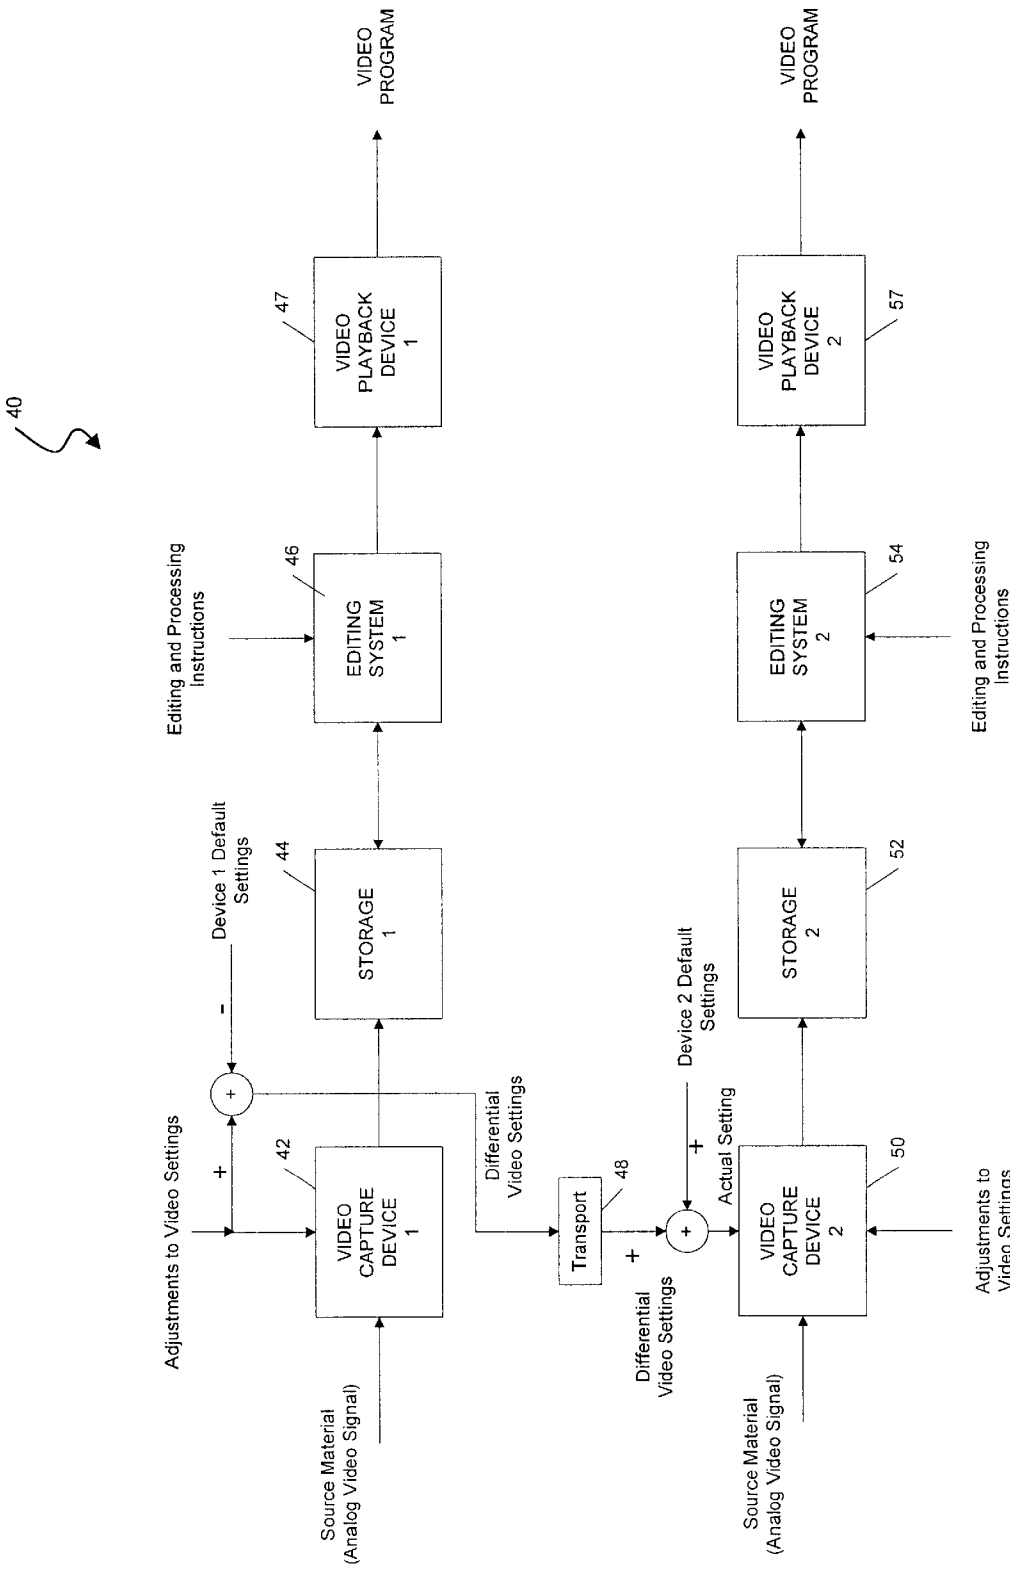 40
Adjustments to Video Settings
+
-
+
Device 1 Default
Settings
Editing and Processing
Instructions
Source Material
(Analog Video Signal)
42
VIDEO
CAPTURE
DEVICE
1
44
STORAGE
1
46
EDITING
SYSTEM
1
47
VIDEO
PLAYBACK
DEVICE
1
VIDEO
PROGRAM
Differential
Video Settings
48
Transport
Differential
Video Settings
+
+
+
Device 2 Default
Settings
Actual Setting
Source Material
(Analog Video Signal)
VIDEO
CAPTURE
DEVICE
2
50
STORAGE
2
52
EDITING
SYSTEM
2
54
VIDEO
PLAYBACK
DEVICE
2
57
VIDEO
PROGRAM
Adjustments to
Video Settings
Editing and Processing
Instructions